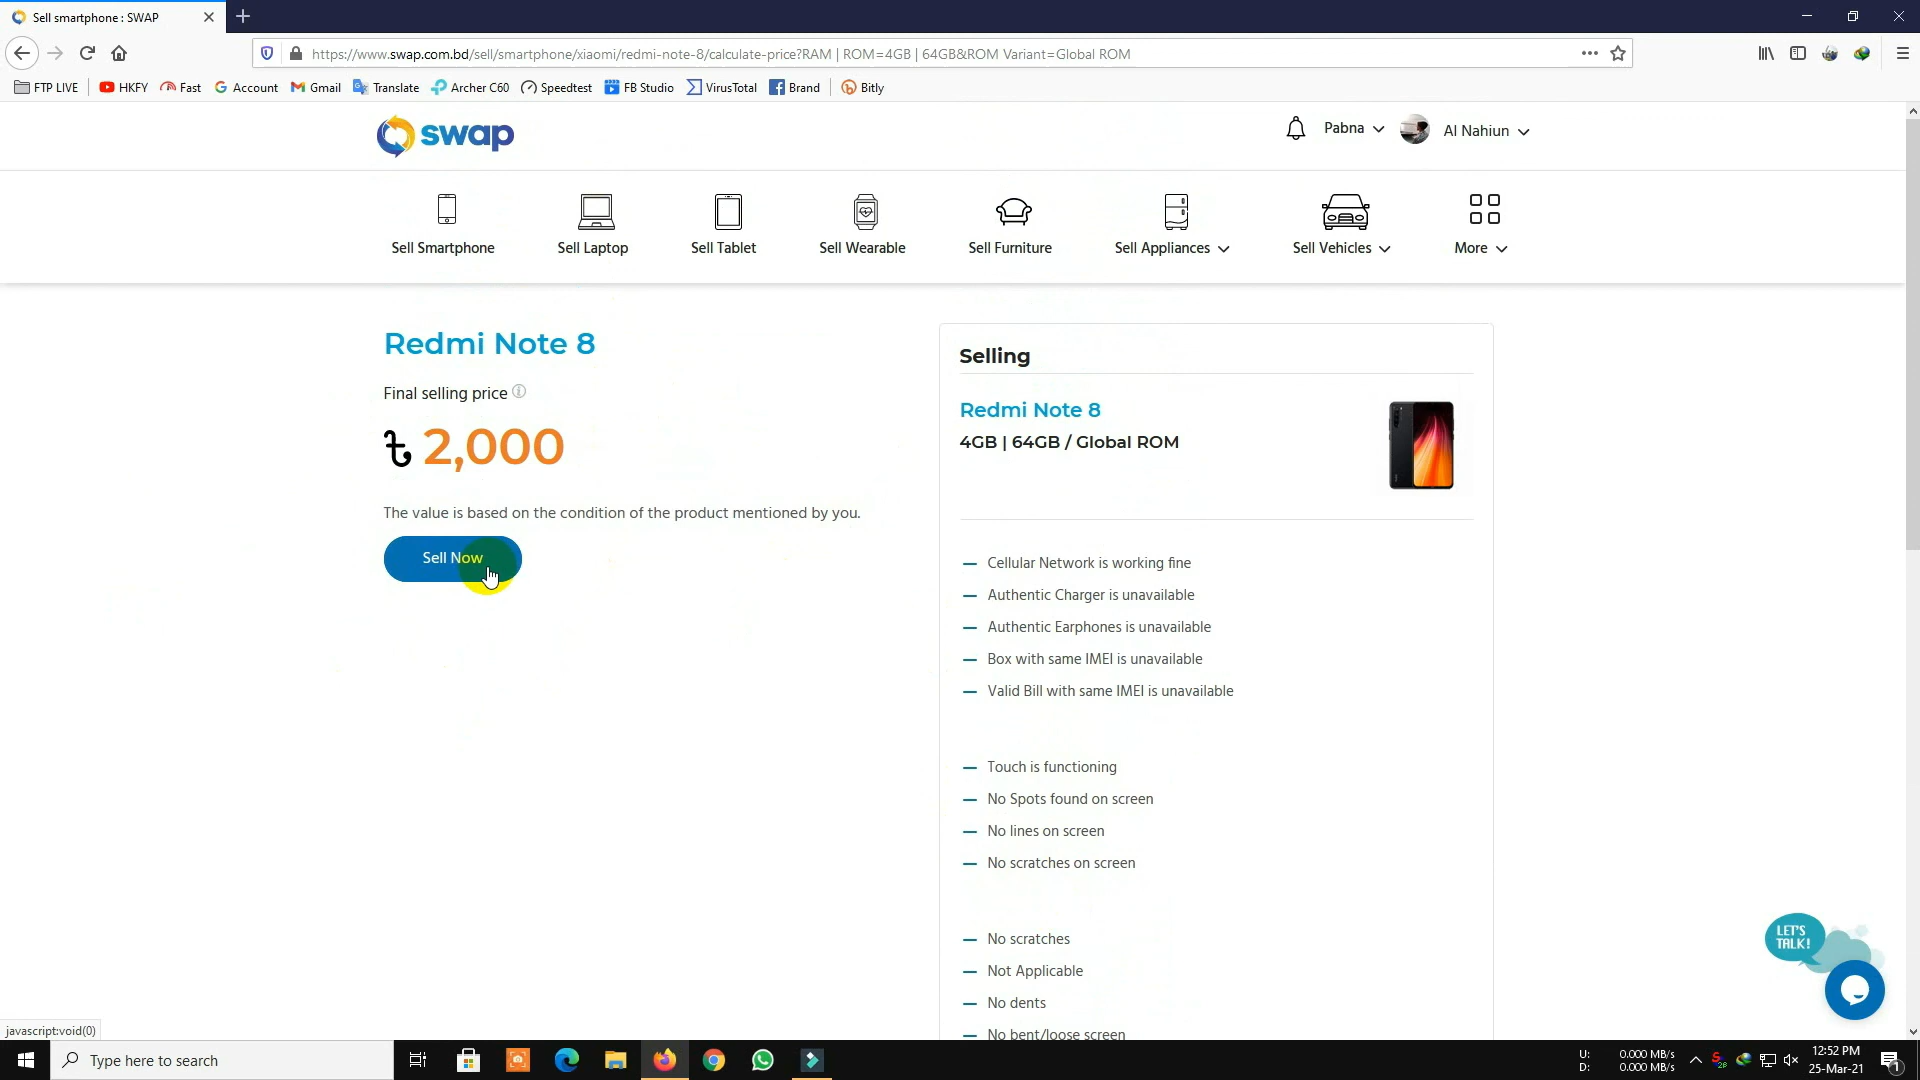 Sell smartphone : SWAP
https://www.swap.com.bd/sell/smartphone/xiaomi/redmi-note-8/calculate-price?RAM | ROM=4GB | 64GB&ROM Variant=Global ROM
FTP LIVE
HKFY
Fast
Account
Gmail
Translate
Archer C60
Speedtest
FB Studio
VirusTotal
Brand
Bitly
swap
Pabna
Al Nahiun
Sell Smartphone
Sell Laptop
Sell Tablet
Sell Wearable
Sell Furniture
Sell Appliances
Sell Vehicles
More
Redmi Note 8
Final selling price
৳ 2,000
The value is based on the condition of the product mentioned by you.
Sell Now
Selling
Redmi Note 8
4GB | 64GB / Global ROM
Cellular Network is working fine
Authentic Charger is unavailable
Authentic Earphones is unavailable
Box with same IMEI is unavailable
Valid Bill with same IMEI is unavailable
Touch is functioning
No Spots found on screen
No lines on screen
No scratches on screen
No scratches
Not Applicable
No dents
No bent/loose screen
LET'S
TALK!
javascript:void(0)
Type here to search
U: 0.000 MB/s
D: 0.000 MB/s
28
12:52 PM
25-Mar-21
1